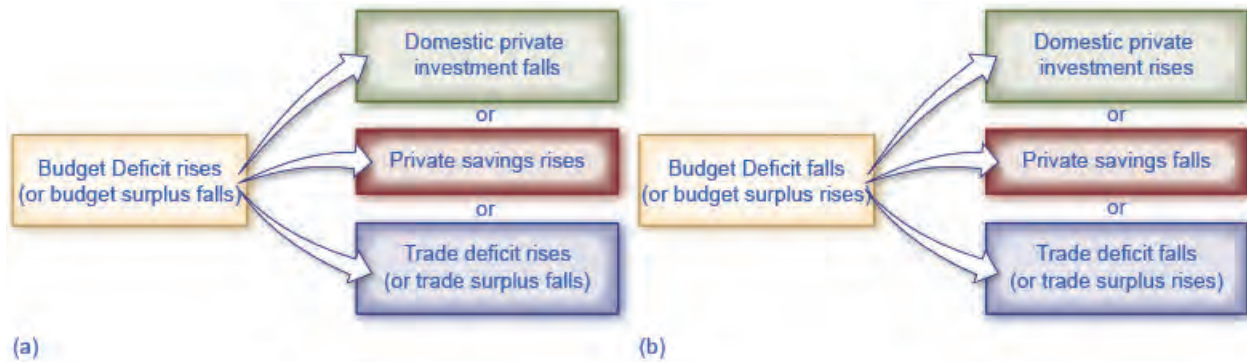 Domestic private
investment falls
or
Budget Deficit rises
(or budget surplus falls)
Private savings rises
or
Trade deficit rises
(or trade surplus falls)
(a)
Domestic private
investment rises
or
Budget Deficit falls
(or budget surplus rises)
Private savings falls
or
Trade deficit falls
(or trade surplus rises)
(b)